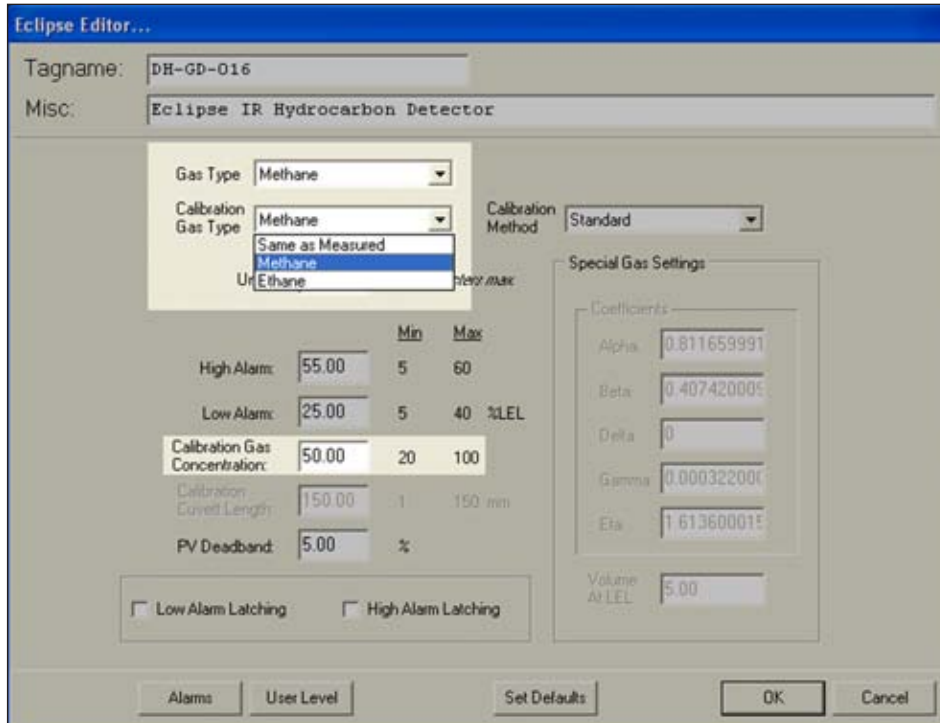 Eclipse Editor...
Tagname: DH-GD-016
Misc: Eclipse IR Hydrocarbon Detector
Gas Type Methane
Calibration Gas Type Methane
Calibration Method Standard
Same as Measured
Methane
Ethane
Special Gas Settings
Coefficients
Min Max
Alpha: 0.811659991
High Alarm: 55.00 5 60
Beta: 0.407420009
Low Alarm: 25.00 5 40 %LEL
Delta 0
Calibration Gas Concentration: 50.00 20 100
Gamma 0.000322000
Calibration Cuvett Length: 150.00 1 150 mm
Eta: 1.613600015
PV Deadband: 5.00 %
Volume At LEL 5.00
Low Alarm Latching High Alarm Latching
Alarms User Level Set Defaults OK Cancel